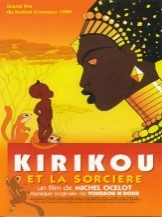 Grand Prix
du festival d'Annecy 1999
KIRIKOU
ET LA SORCIÈRE
un film de MICHEL OCELOT
musique originale de YOUSSOU N'DOUR